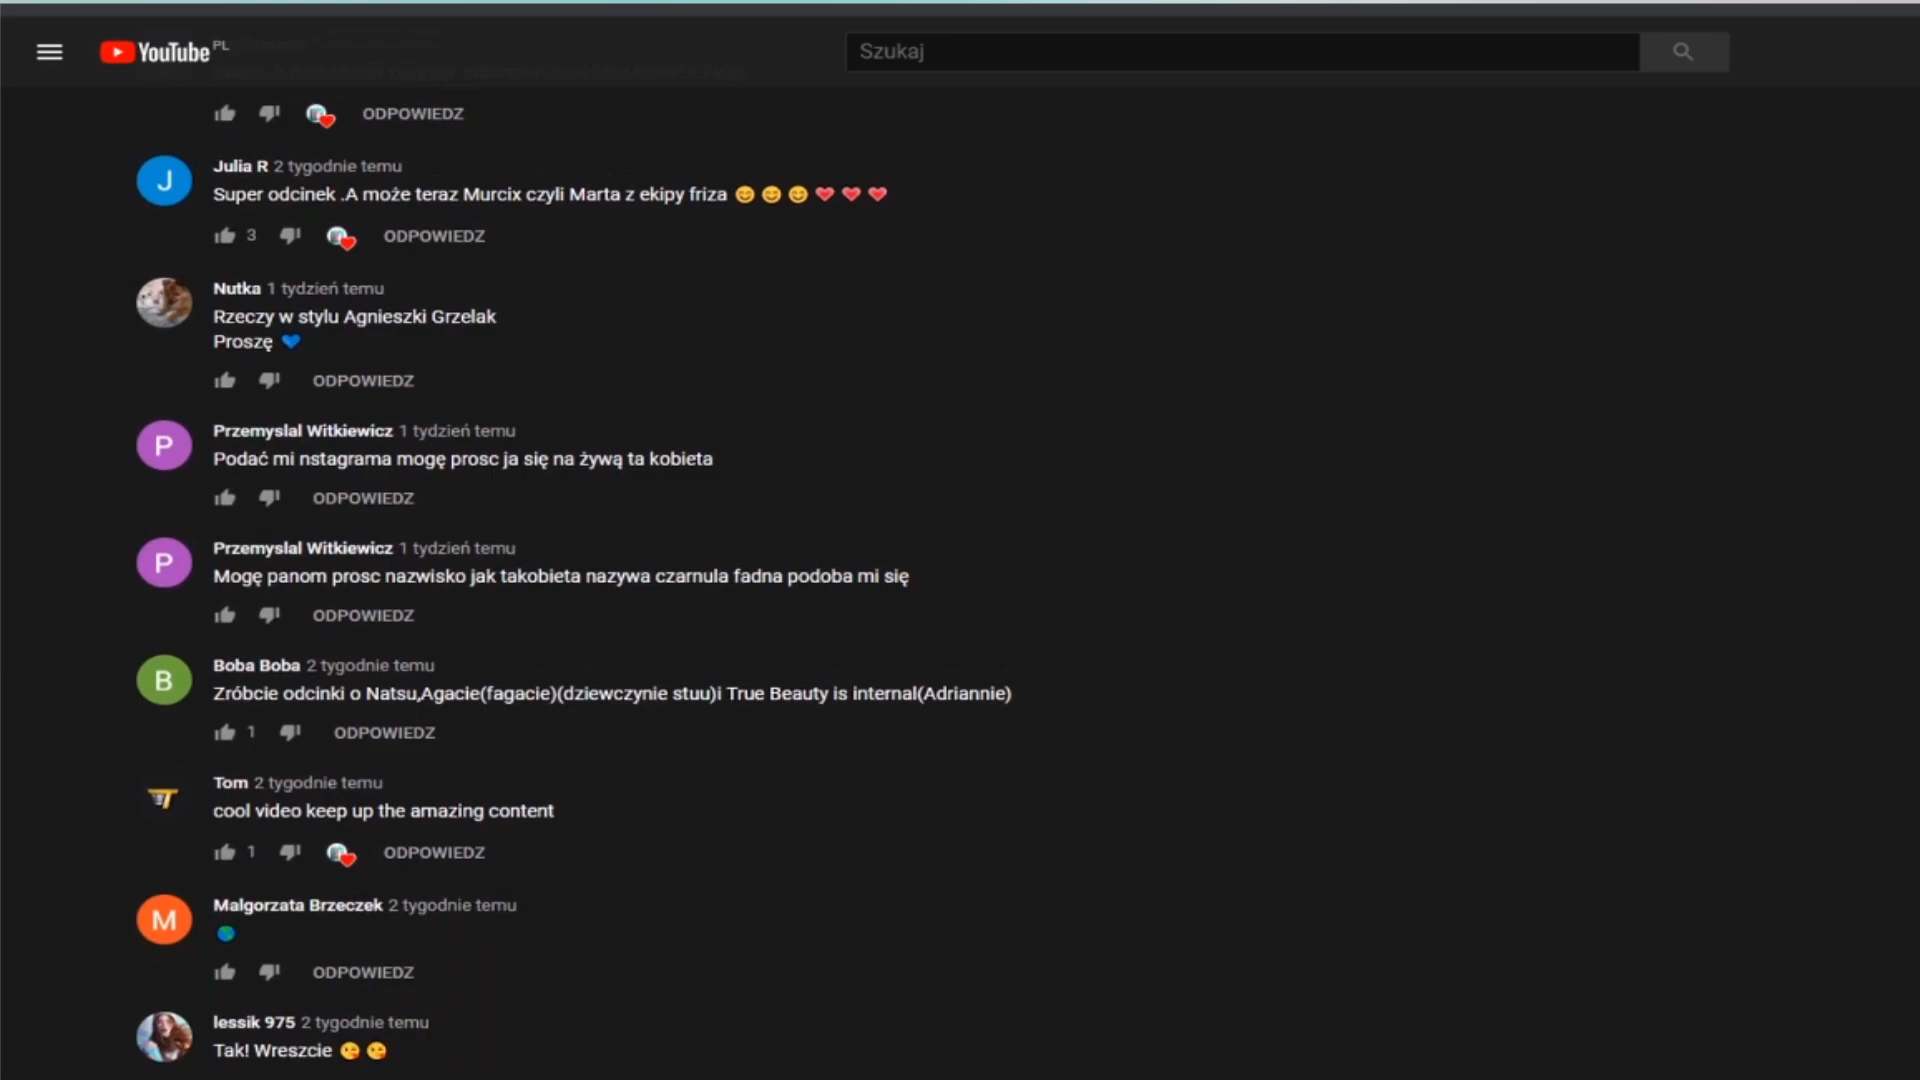 YouTube PL
Szukaj
ODPOWIEDZ
J
Julia R 2 tygodnie temu
Super odcinek .A może teraz Murcix czyli Marta z ekipy friza 😊 😊 😊 ❤ ❤ ❤
3 ODPOWIEDZ
Nutka 1 tydzień temu
Rzeczy w stylu Agnieszki Grzelak
Proszę 💙
ODPOWIEDZ
P
Przemyslal Witkiewicz 1 tydzień temu
Podać mi nstagrama mogę prosc ja się na żywą ta kobieta
ODPOWIEDZ
P
Przemyslal Witkiewicz 1 tydzień temu
Mogę panom prosc nazwisko jak takobieta nazywa czarnula fadna podoba mi się
ODPOWIEDZ
B
Boba Boba 2 tygodnie temu
Zróbcie odcinki o Natsu,Agacie(fagacie)(dziewczynie stuu)i True Beauty is internal(Adriannie)
1 ODPOWIEDZ
Tom 2 tygodnie temu
cool video keep up the amazing content
1 ODPOWIEDZ
M
Malgorzata Brzeczek 2 tygodnie temu
🌍
ODPOWIEDZ
lessik 975 2 tygodnie temu
Tak! Wreszcie 😘 😘